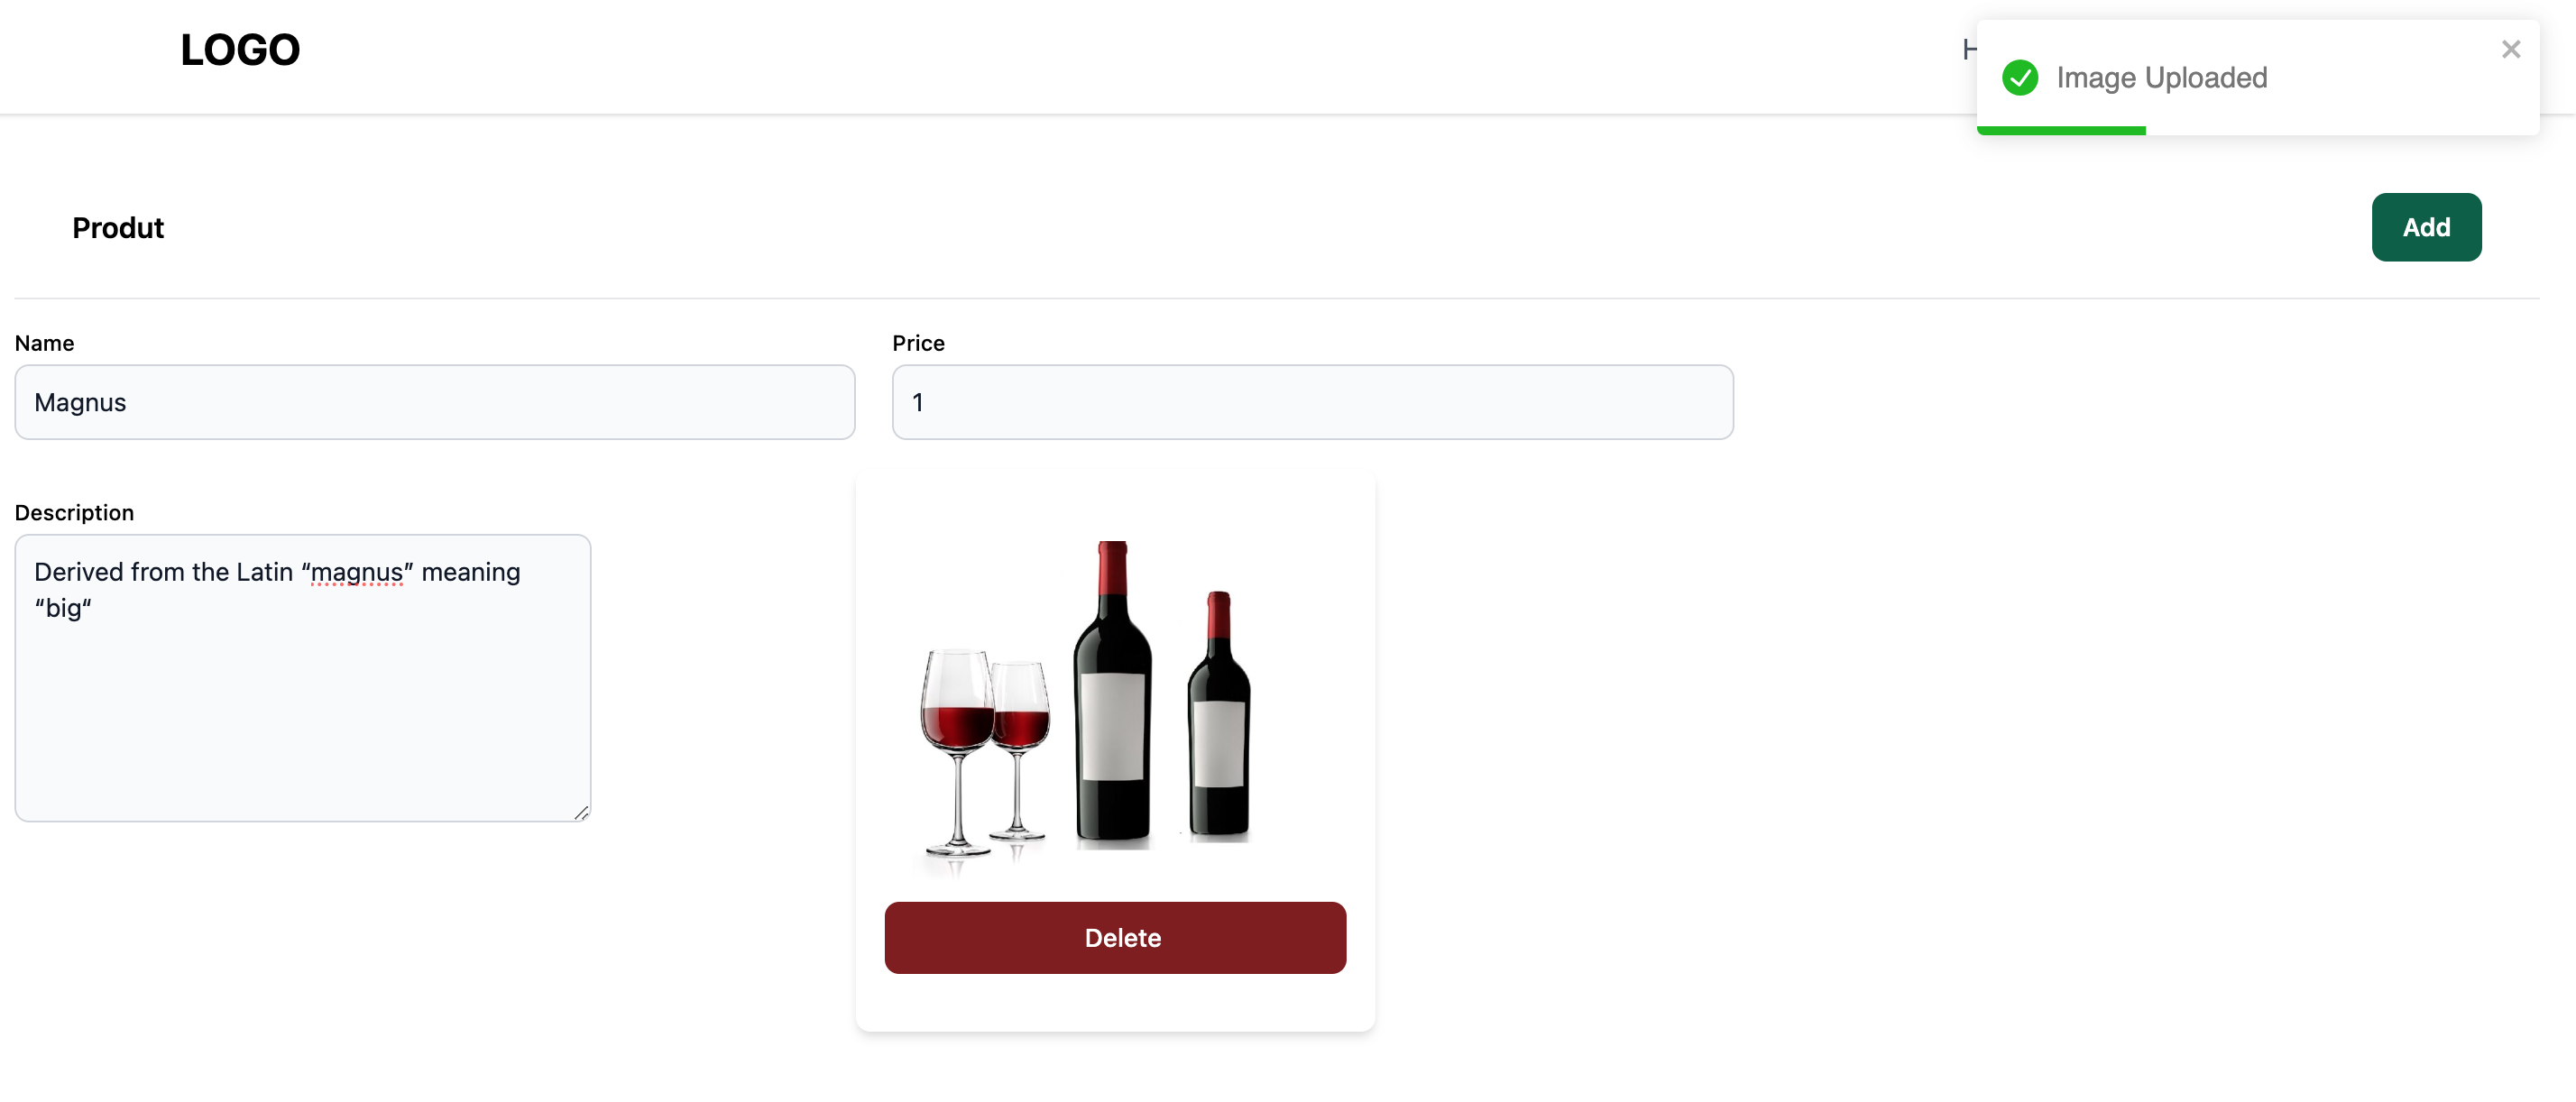 LOGO
Image Uploaded
Produt
Add
Name
Price
Magnus
1
Description
Derived from the Latin “magnus” meaning
“big“
Delete